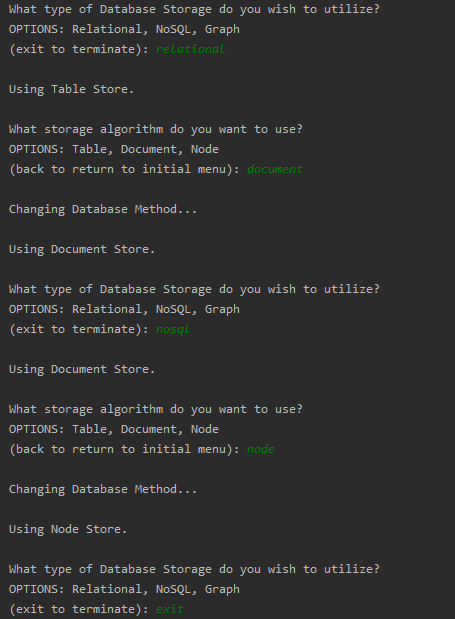 What type of Database Storage do you wish to utilize?
OPTIONS: Relational, NoSQL, Graph
(exit to terminate): relational
Using Table Store.
What storage algorithm do you want to use?
OPTIONS: Table, Document, Node
(back to return to initial menu): document
Changing Database Method...
Using Document Store.
What type of Database Storage do you wish to utilize?
OPTIONS: Relational, NoSQL, Graph
(exit to terminate): nosql
Using Document Store.
What storage algorithm do you want to use?
OPTIONS: Table, Document, Node
(back to return to initial menu): node
Changing Database Method...
Using Node Store.
What type of Database Storage do you wish to utilize?
OPTIONS: Relational, NoSQL, Graph
(exit to terminate): exit